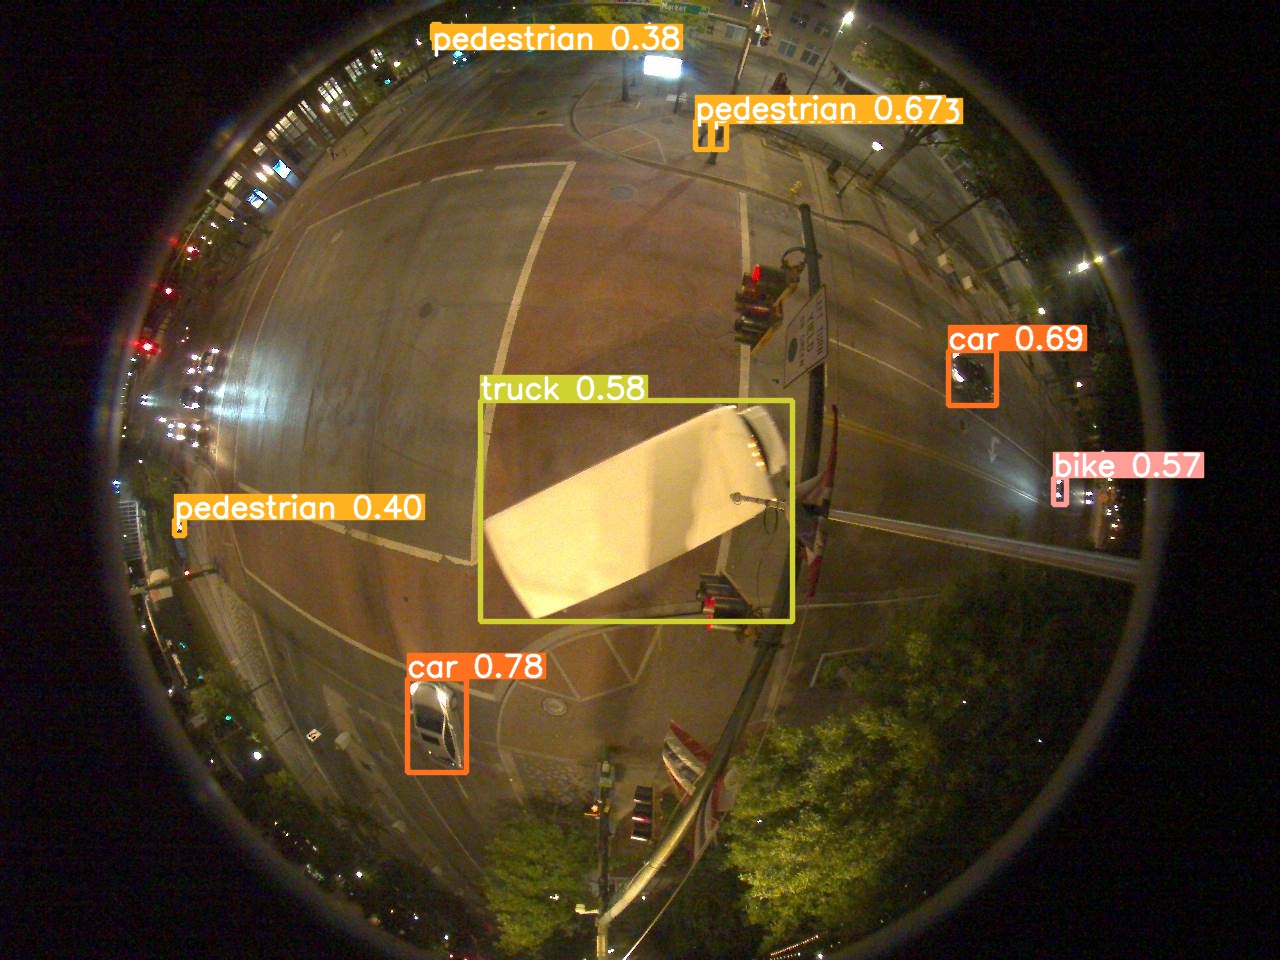 Market
pedestrian 0.38
pedestrian 0.673
car 0.69
truck 0.58
bike 0.57
pedestrian 0.40
car 0.78